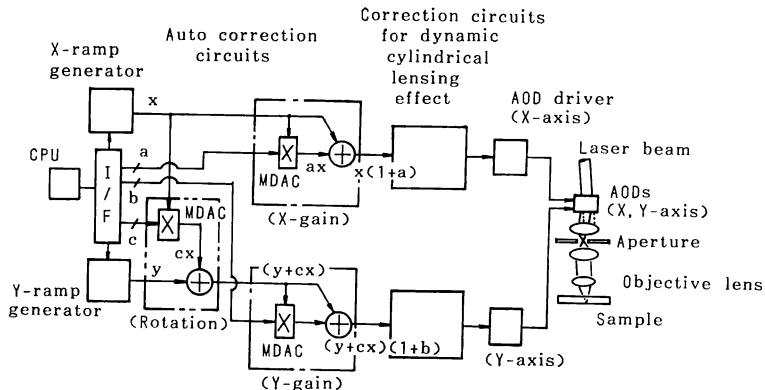 X-ramp
generator
Auto correction
circuits
Correction circuits
for dynamic
cylindrical
lensing
effect
AOD driver
(X-axis)
x
CPU
I/F
a
b
c
X
MDAC
ax
x(1+a)
(X-gain)
Laser beam
AODs
(X,Y-axis)
Aperture
Objective lens
Sample
MDAC
X
cx
y
Y-ramp
generator
(Rotation)
(y+cx)
X
MDAC
(y+cx)(1+b)
(Y-gain)
(Y-axis)